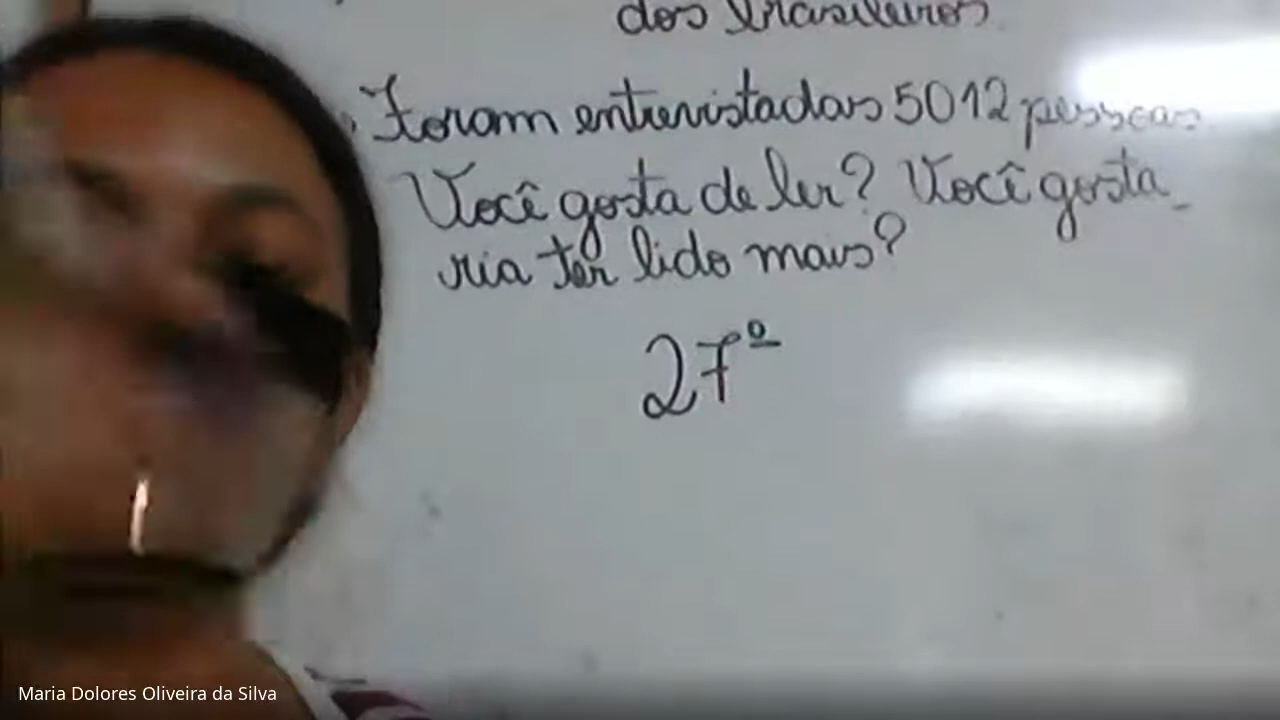 dos brasileiros
Foram entrevistadas 5012 pessoas
Você gosta de ler? Você gosta_
ria ter lido mais?
27º
Maria Dolores Oliveira da Silva